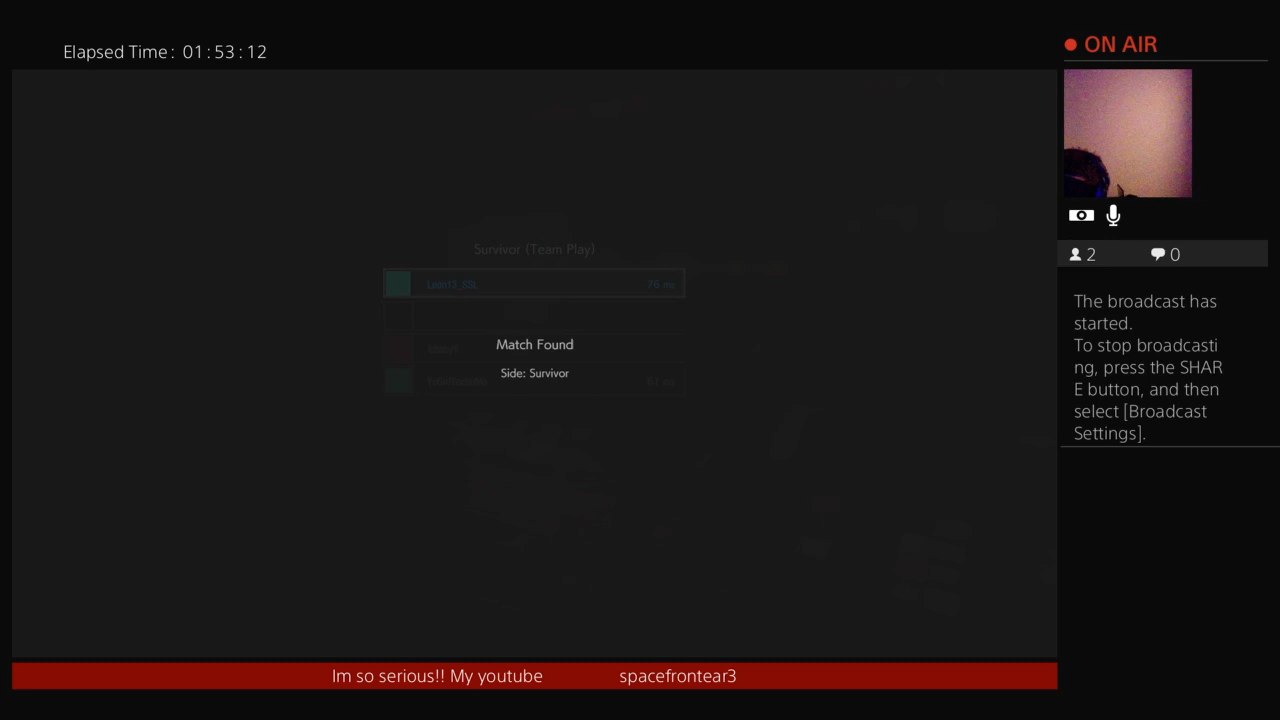 Elapsed Time: 01:53:12
ON AIR
2 0
The broadcast has
started.
To stop broadcasti
ng, press the SHAR
E button, and then
select [Broadcast
Settings].
Survivor (Team Play)
76 ms
Match Found
Side: Survivor
Im so serious!! My youtube spacefrontear3